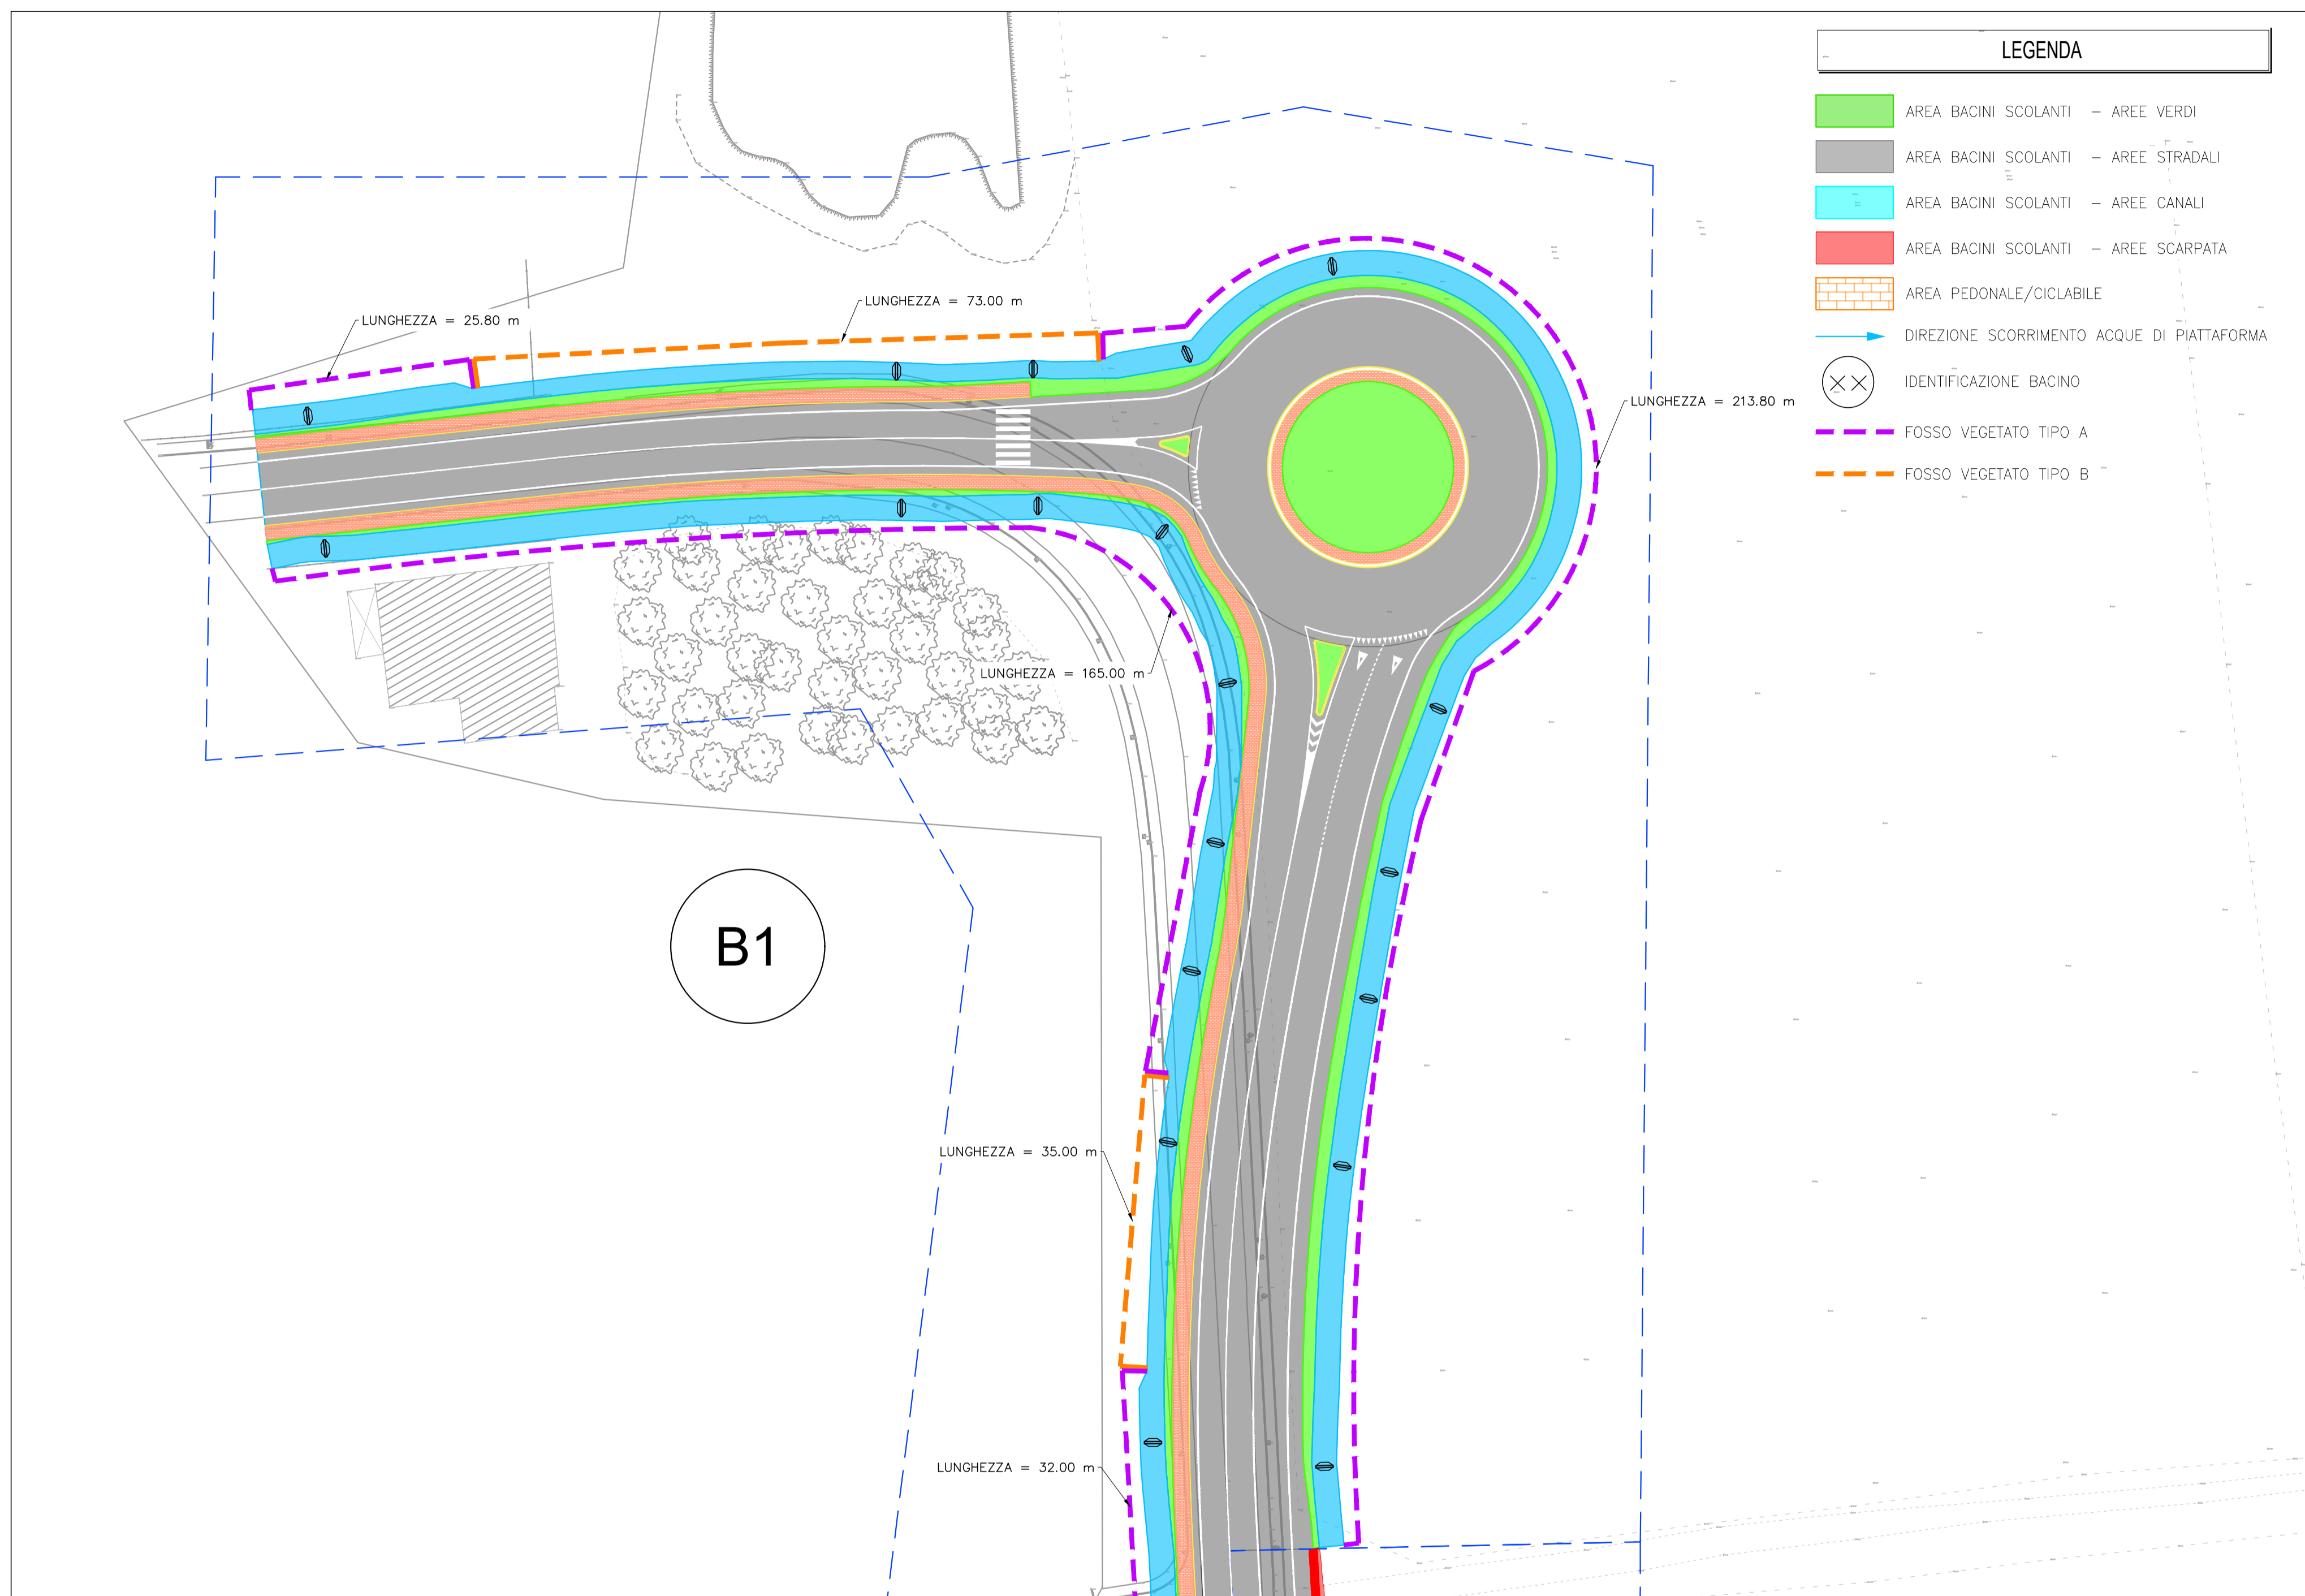 LEGENDA
AREA BACINI SCOLANTI – AREE VERDI
AREA BACINI SCOLANTI – AREE STRADALI
AREA BACINI SCOLANTI – AREE CANALI
AREA BACINI SCOLANTI – AREE SCARPATA
AREA PEDONALE/CICLABILE
DIREZIONE SCORRIMENTO ACQUE DI PIATTAFORMA
XX IDENTIFICAZIONE BACINO
FOSSO VEGETATO TIPO A
FOSSO VEGETATO TIPO B
LUNGHEZZA = 73.00 m
LUNGHEZZA = 25.80 m
LUNGHEZZA = 213.80 m
LUNGHEZZA = 165.00 m
B1
LUNGHEZZA = 35.00 m
LUNGHEZZA = 32.00 m